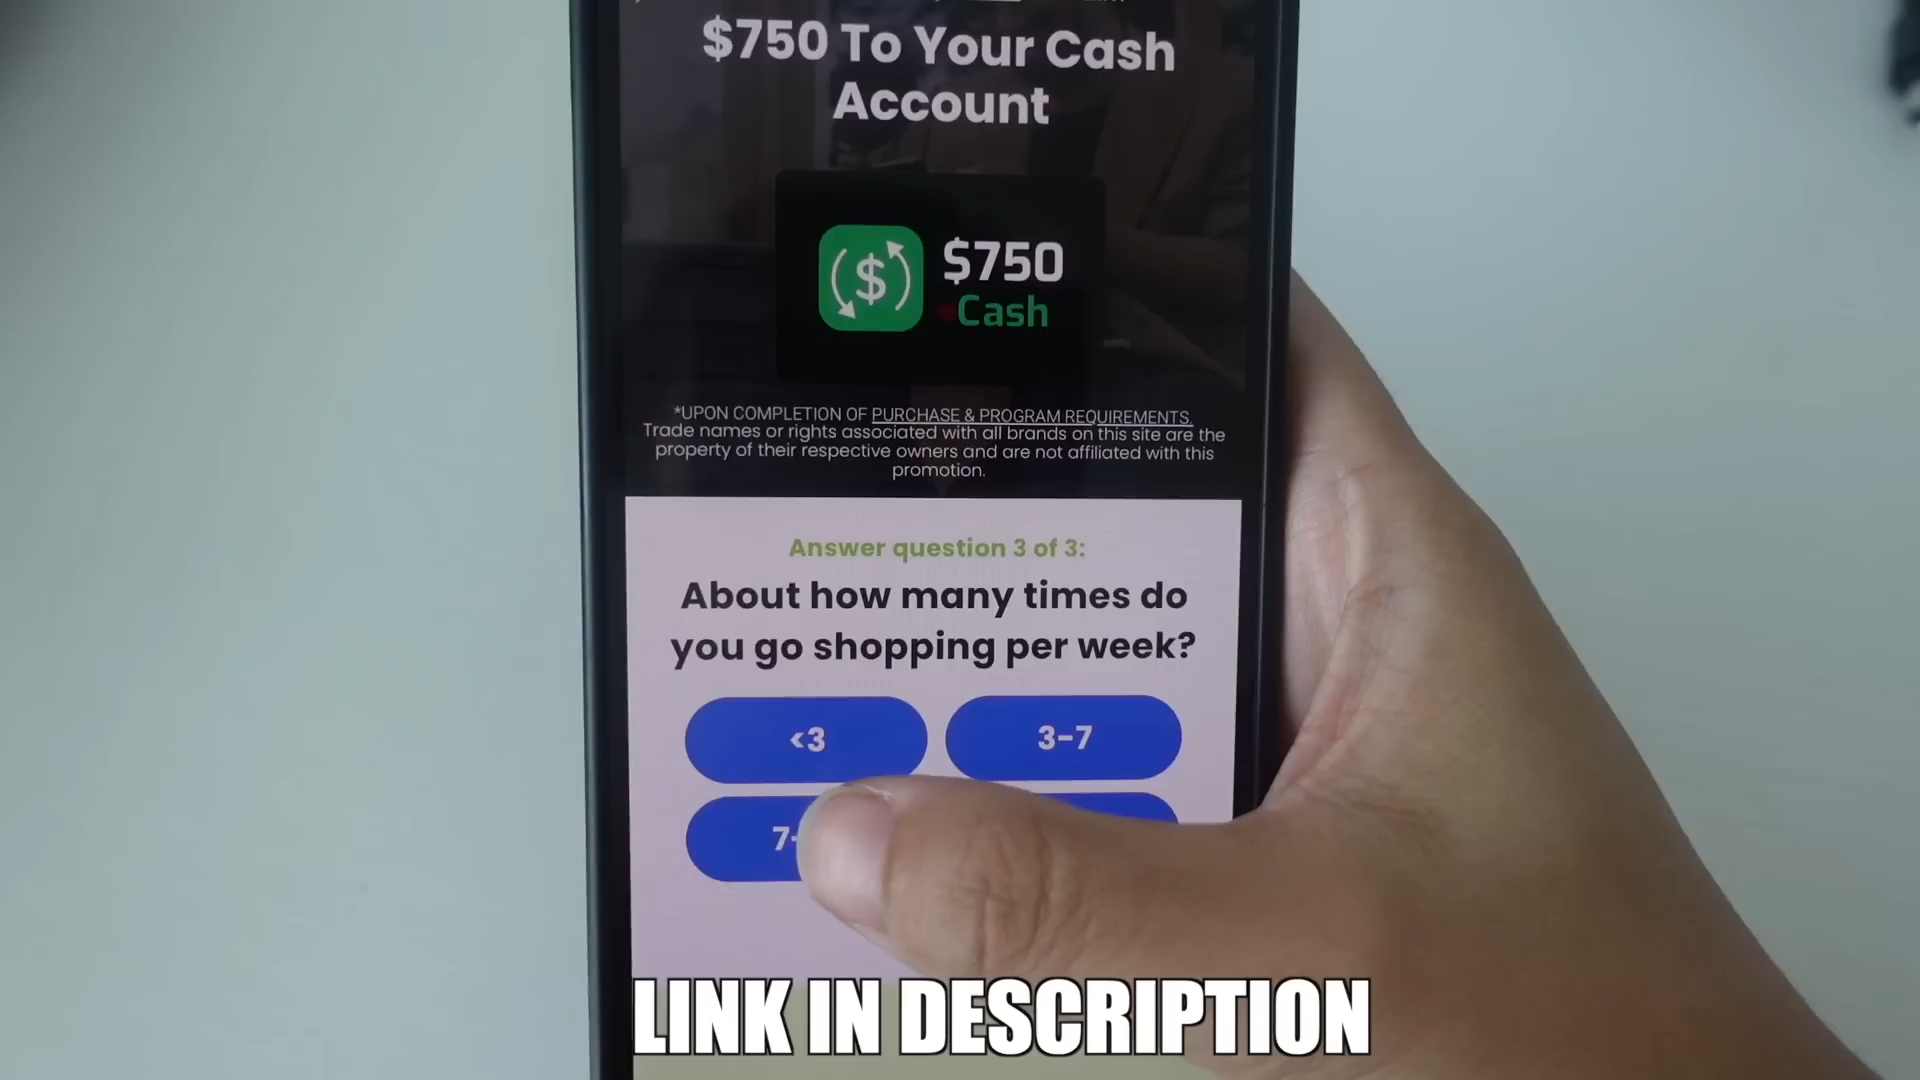 $750 To Your Cash
Account
$
$750
Cash
*UPON COMPLETION OF PURCHASE & PROGRAM REQUIREMENTS.
Trade names or rights associated with all brands on this site are the
property of their respective owners and are not affiliated with this
promotion.
Answer question 3 of 3:
About how many times do
you go shopping per week?
<3
3-7
7-
LINK IN DESCRIPTION